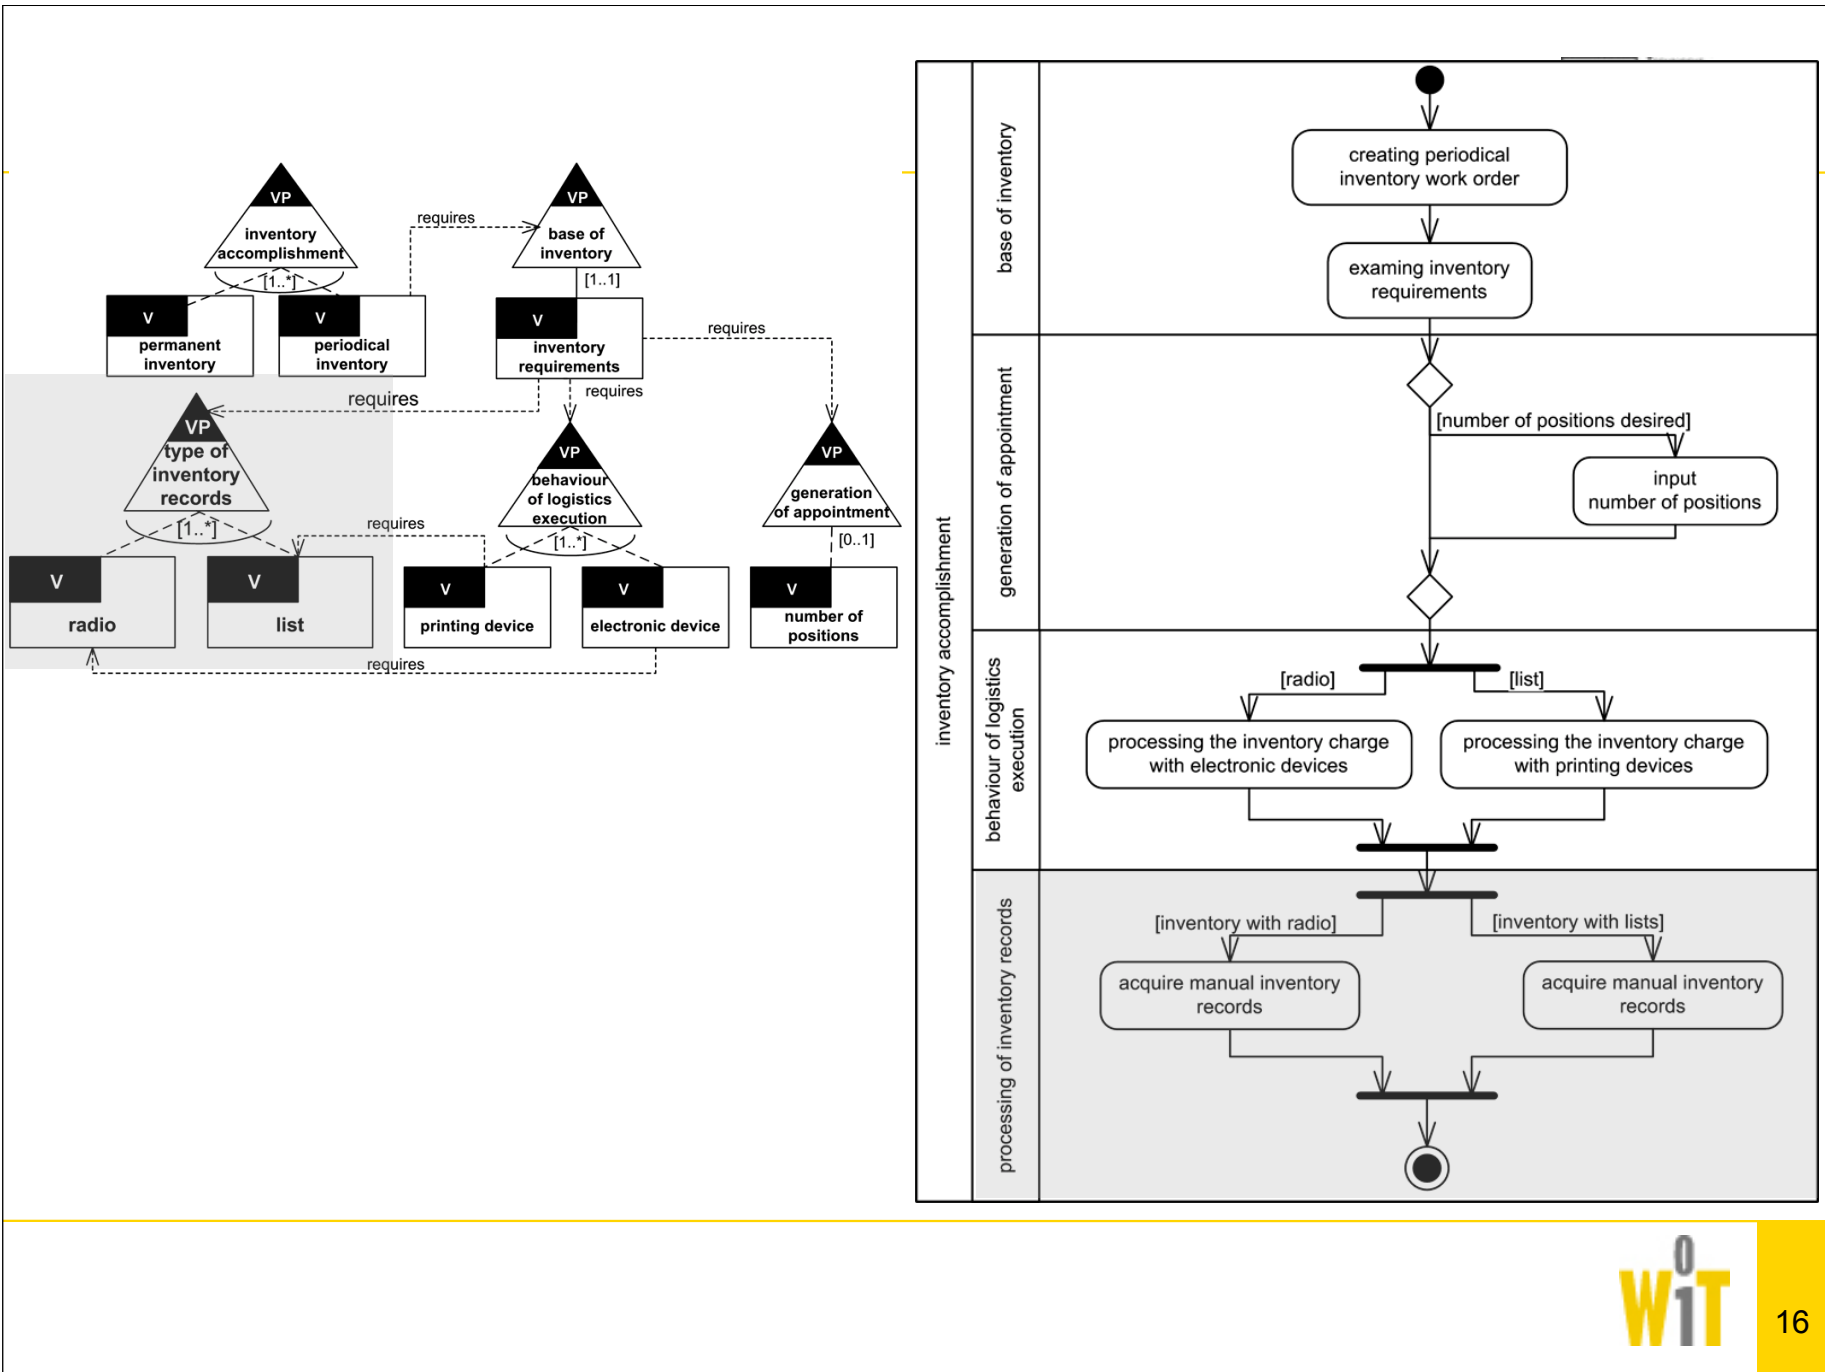 VP
inventory
accomplishment
[1..*]
V
permanent
inventory
V
periodical
inventory
requires
VP
base of
inventory
[1..1]
V
inventory
requirements
requires
requires
requires
VP
type of
inventory
records
[1..*]
V
radio
V
list
requires
VP
behaviour
of logistics
execution
[1..*]
V
printing device
V
electronic device
requires
VP
generation
of appointment
[0..1]
V
number of
positions
inventory accomplishment
base of inventory
creating periodical
inventory work order
examing inventory
requirements
generation of appointment
[number of positions desired]
input
number of positions
behaviour of logistics
execution
[radio]
[list]
processing the inventory charge
with electronic devices
processing the inventory charge
with printing devices
processing of inventory records
[inventory with radio]
[inventory with lists]
acquire manual inventory
records
acquire manual inventory
records
W01T
16